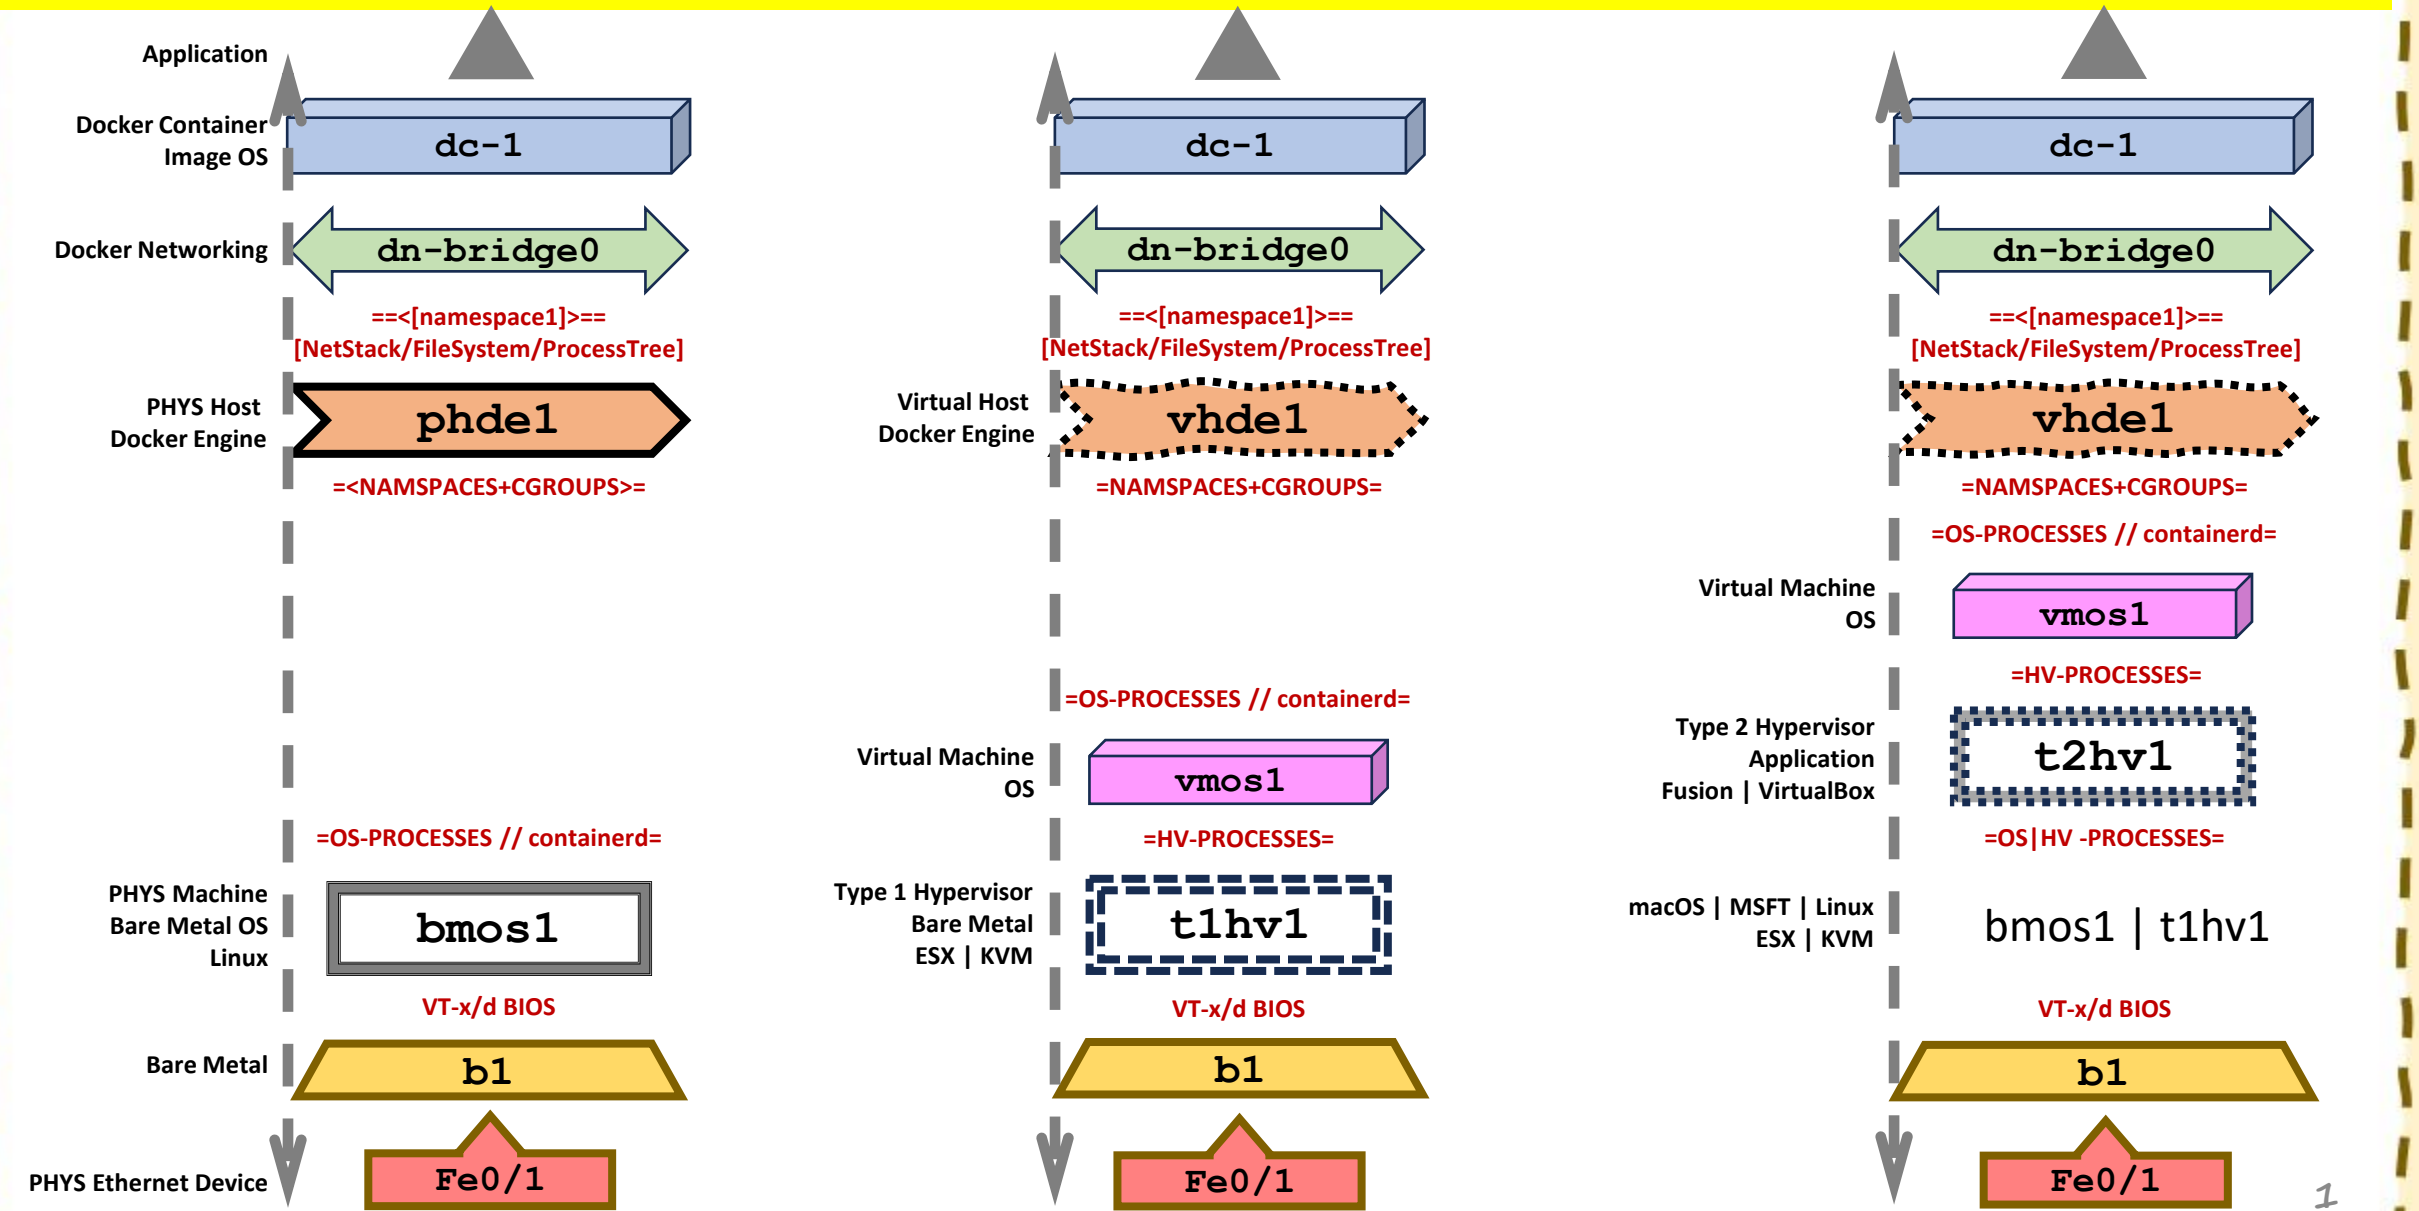 Application
Docker Container
Image OS
dc-1
Docker Networking
dn-bridge0
==<[namespace1]>==
[NetStack/FileSystem/ProcessTree]
PHYS Host
Docker Engine
phde1
=<NAMSPACES+CGROUPS>=
=OS-PROCESSES // containerd=
PHYS Machine
Bare Metal OS
Linux
bmos1
VT-x/d BIOS
Bare Metal
b1
PHYS Ethernet Device
Fe0/1
dc-1
dn-bridge0
==<[namespace1]>==
[NetStack/FileSystem/ProcessTree]
Virtual Host
Docker Engine
vhde1
=NAMSPACES+CGROUPS=
=OS-PROCESSES // containerd=
Virtual Machine
OS
vmos1
=HV-PROCESSES=
Type 1 Hypervisor
Bare Metal
ESX | KVM
t1hv1
VT-x/d BIOS
b1
Fe0/1
dc-1
dn-bridge0
==<[namespace1]>==
[NetStack/FileSystem/ProcessTree]
vhde1
=NAMSPACES+CGROUPS=
=OS-PROCESSES // containerd=
Virtual Machine
OS
vmos1
=HV-PROCESSES=
Type 2 Hypervisor
Application
Fusion | VirtualBox
t2hv1
=OS|HV -PROCESSES=
macOS | MSFT | Linux
ESX | KVM
bmos1 | t1hv1
VT-x/d BIOS
b1
Fe0/1
1